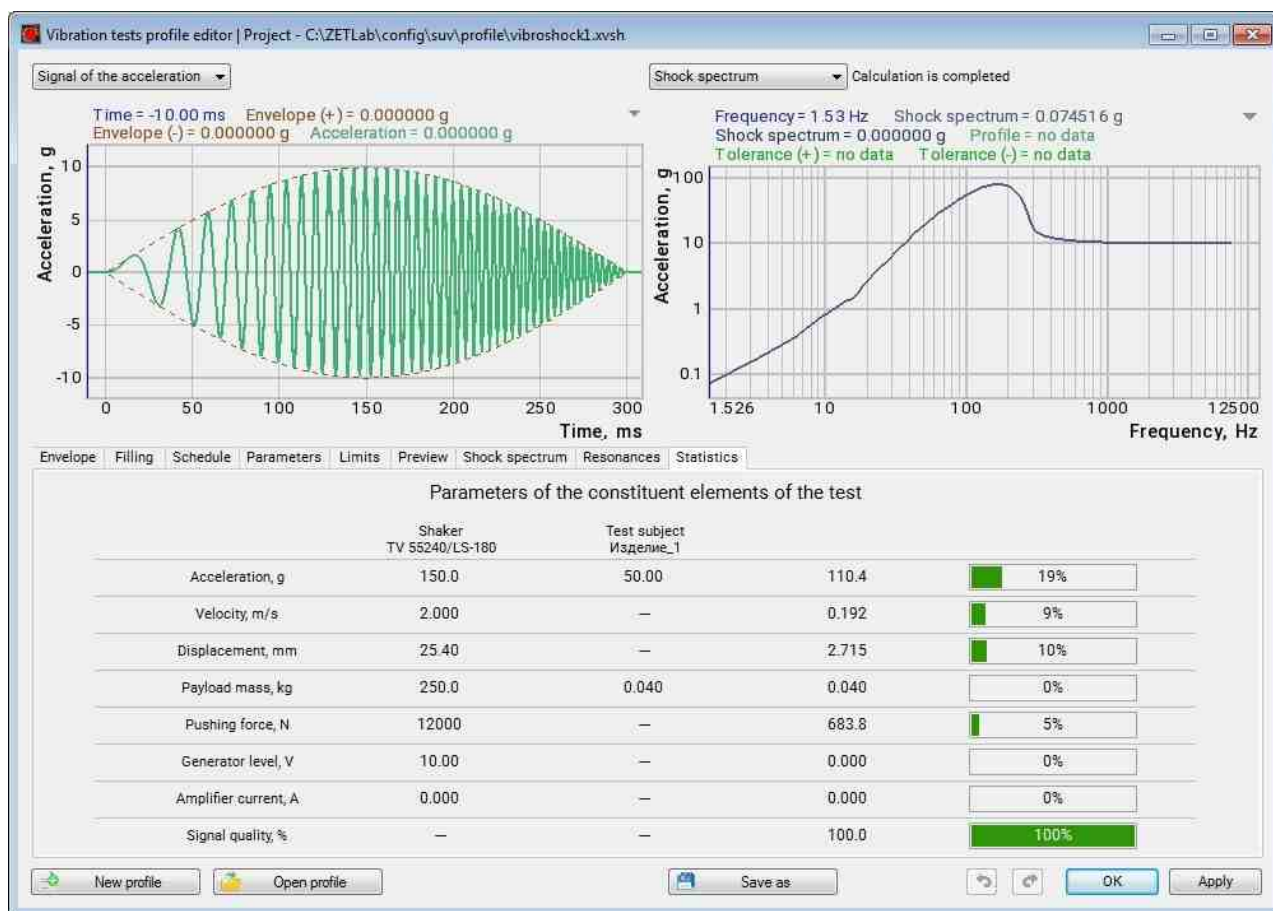 Vibration tests profile editor | Project - C:\ZETLab\config\suv\profile\vibroshock1.xvsh
Signal of the acceleration
Shock spectrum
Calculation is completed
Time = -10.00 ms Envelope (+) = 0.000000 g
Envelope (-) = 0.000000 g Acceleration = 0.000000 g
Acceleration, g
10
5
0
-5
-10
0 50 100 150 200 250 300
Time, ms
Frequency = 1.53 Hz Shock spectrum = 0.074516 g
Shock spectrum = 0.000000 g Profile = no data
Tolerance (+) = no data Tolerance (-) = no data
Acceleration, g
100
10
1
0.1
1.526 10 100 1000 12500
Frequency, Hz
Envelope Filling Schedule Parameters Limits Preview Shock spectrum Resonances Statistics
Parameters of the constituent elements of the test
Shaker
TV 55240/LS-180
Test subject
Изделие_1
Acceleration, g 150.0 50.00 110.4 19%
Velocity, m/s 2.000 — 0.192 9%
Displacement, mm 25.40 — 2.715 10%
Payload mass, kg 250.0 0.040 0.040 0%
Pushing force, N 12000 — 683.8 5%
Generator level, V 10.00 — 0.000 0%
Amplifier current, A 0.000 — 0.000 0%
Signal quality, % — — 100.0 100%
New profile
Open profile
Save as
OK
Apply